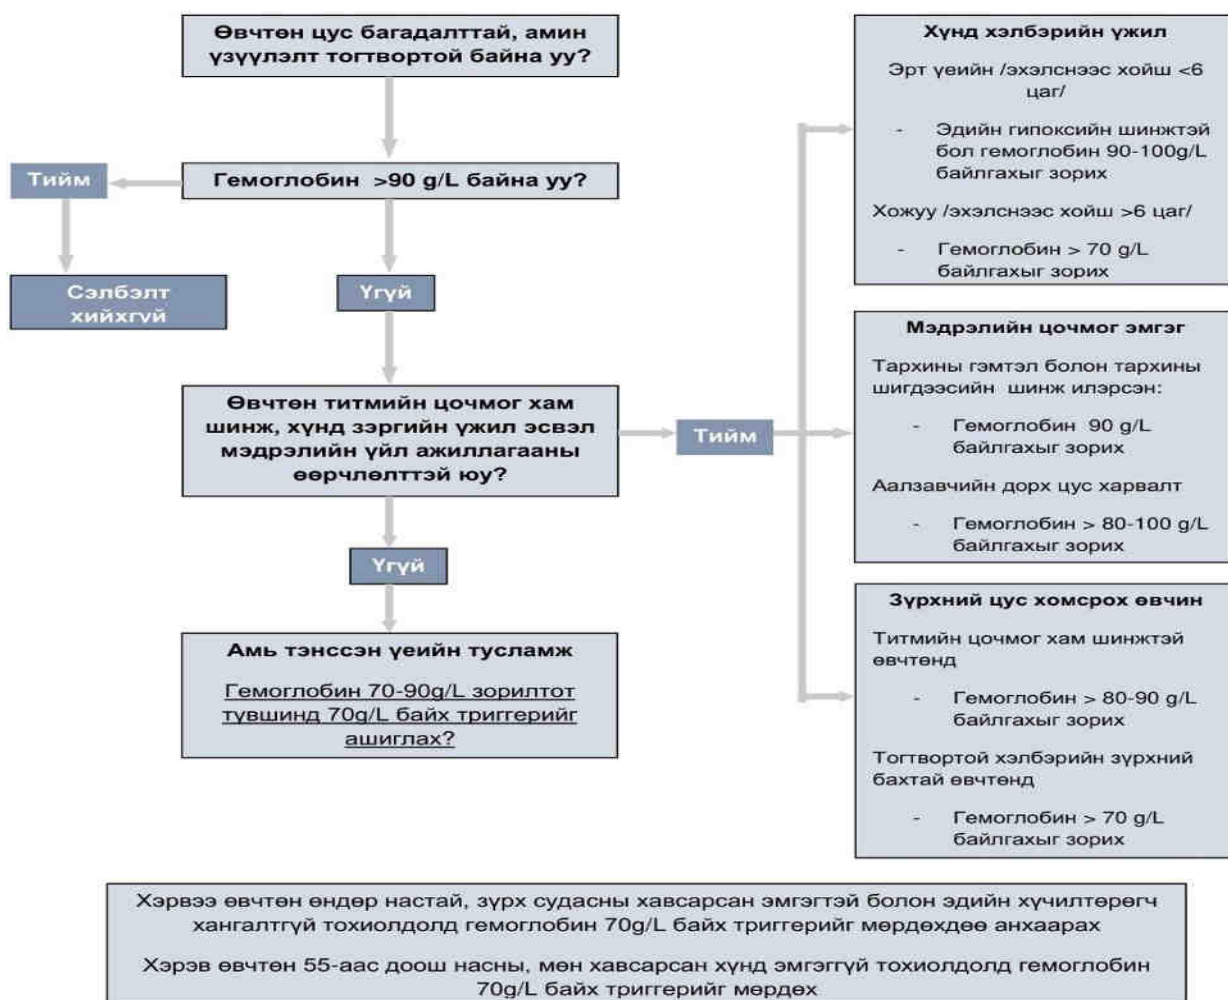 Өвчтөн цус багадалттай, амин
үзүүлэлт тогтвортой байна уу?
Гемоглобин >90 g/L байна уу?
Тийм
Сэлбэлт
хийхгүй
Үгүй
Өвчтөн титмийн цочмог хам
шинж, хүнд зэргийн үжил эсвэл
мэдрэлийн үйл ажиллагааны
өөрчлөлттэй юу?
Тийм
Үгүй
Амь тэнссэн үеийн тусламж
Гемоглобин 70-90g/L зорилтот
түвшинд 70g/L байх триггерийг
ашиглах?
Хүнд хэлбэрийн үжил
Эрт үеийн /эхэлснээс хойш <6
цаг/
- Эдийн гипоксийн шинжтэй
бол гемоглобин 90-100g/L
байлгахыг зорих
Хожуу /эхэлснээс хойш >6 цаг/
- Гемоглобин > 70 g/L
байлгахыг зорих
Мэдрэлийн цочмог эмгэг
Тархины гэмтэл болон тархины
шигдээсийн шинж илэрсэн:
- Гемоглобин 90 g/L
байлгахыг зорих
Аалзавчийн дорх цус харвалт
- Гемоглобин > 80-100 g/L
байлгахыг зорих
Зүрхний цус хомсрох өвчин
Титмийн цочмог хам шинжтэй
өвчтөнд
- Гемоглобин > 80-90 g/L
байлгахыг зорих
Тогтвортой хэлбэрийн зүрхний
бахтай өвчтөнд
- Гемоглобин > 70 g/L
байлгахыг зорих
Хэрвээ өвчтөн өндөр настай, зүрх судасны хавсарсан эмгэгтэй болон эдийн хүчилтөрөгч
хангалтгүй тохиолдолд гемоглобин 70g/L байх триггерийг мөрдөхдөө анхаарах
Хэрэв өвчтөн 55-аас доош насны, мөн хавсарсан хүнд эмгэггүй тохиолдолд гемоглобин
70g/L байх триггерийг мөрдөх